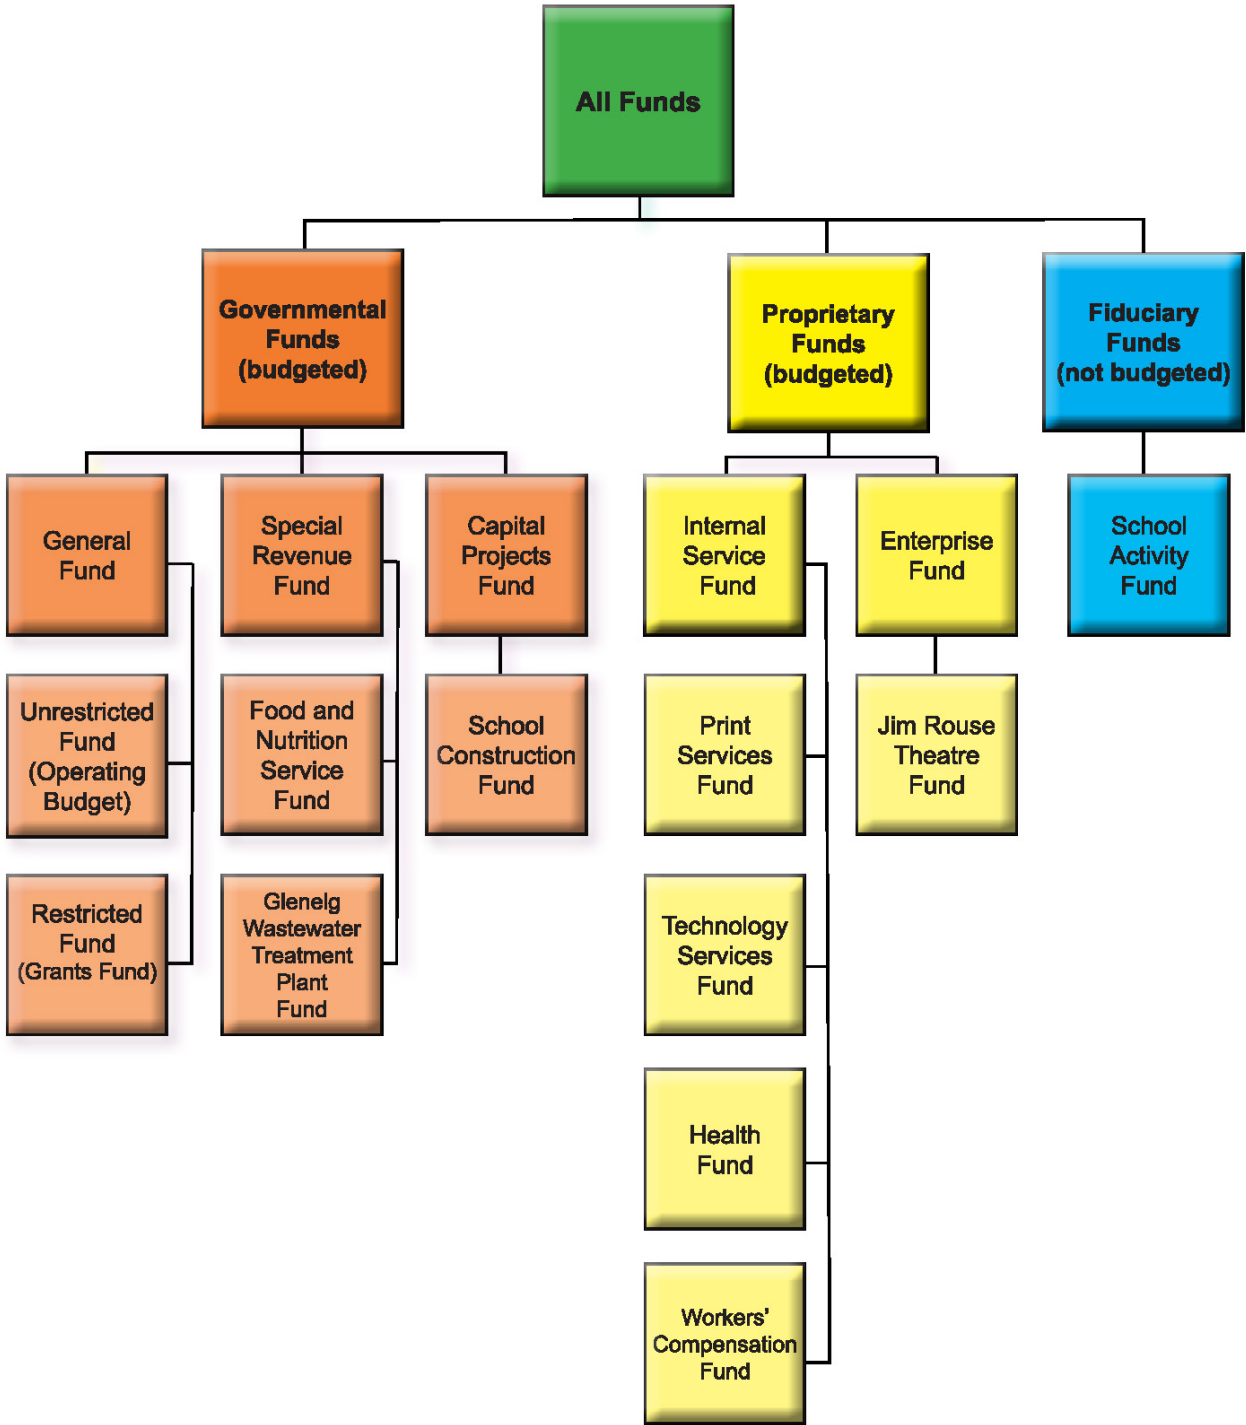 All Funds
Governmental
Funds
(budgeted)
Proprietary
Funds
(budgeted)
Fiduciary
Funds
(not budgeted)
General
Fund
Special
Revenue
Fund
Capital
Projects
Fund
Internal
Service
Fund
Enterprise
Fund
School
Activity
Fund
Unrestricted
Fund
(Operating
Budget)
Food and
Nutrition
Service
Fund
School
Construction
Fund
Print
Services
Fund
Jim Rouse
Theatre
Fund
Restricted
Fund
(Grants Fund)
Glenelg
Wastewater
Treatment
Plant
Fund
Technology
Services
Fund
Health
Fund
Workers’
Compensation
Fund